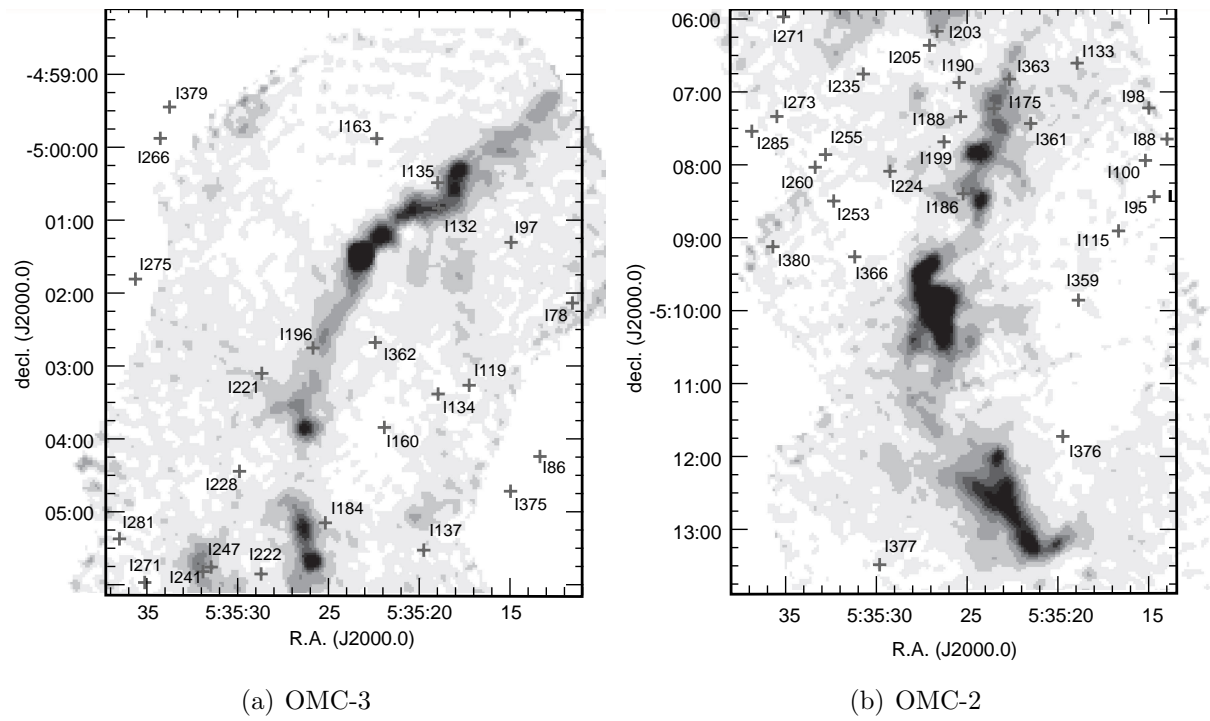 -4:59:00
-5:00:00
01:00
02:00
03:00
04:00
05:00
decl. (J2000.0)
I379
I266
I163
I135
I132
I97
I275
I78
I196
I362
I221
I119
I134
I160
I86
I228
I375
I184
I281
I137
I247
I222
I271
I241
35
5:35:30
25
5:35:20
15
R.A. (J2000.0)
(a) OMC-3
06:00
07:00
08:00
09:00
-5:10:00
11:00
12:00
13:00
decl. (J2000.0)
I271
I203
I205
I133
I190
I363
I235
I98
I273
I175
I188
I361
I285
I255
I88
I199
I100
I260
I224
I186
I95
I253
I115
I380
I366
I359
I376
I377
35
5:35:30
25
5:35:20
15
R.A. (J2000.0)
(b) OMC-2